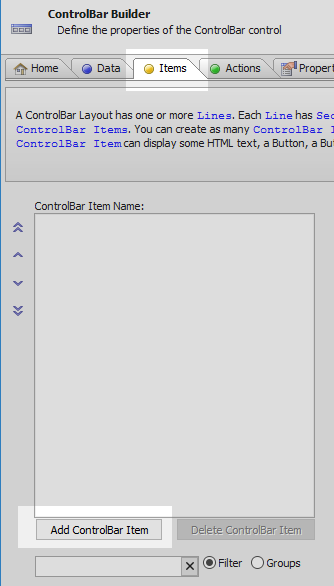 ControlBar Builder
Define the properties of the ControlBar control
Home Data Items Actions Propert
A ControlBar Layout has one or more Lines. Each Line has Sec
ControlBar Items. You can create as many ControlBar I
ControlBar Item can display some HTML text, a Button, a Bu
ControlBar Item Name:
Add ControlBar Item Delete ControlBar Item
Filter Groups